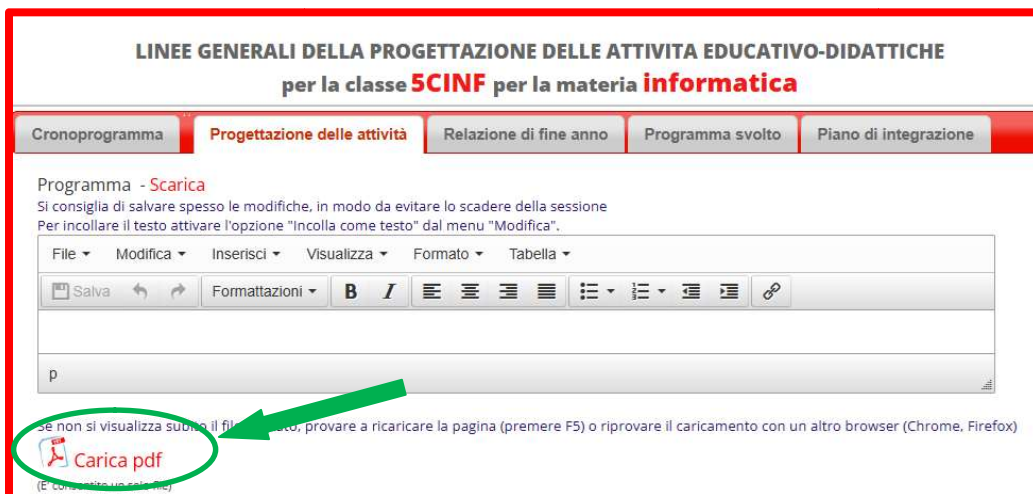 LINEE GENERALI DELLA PROGETTAZIONE DELLE ATTIVITA EDUCATIVO-DIDATTICHE
per la classe 5CINF per la materia informatica
Cronoprogramma Progettazione delle attività Relazione di fine anno Programma svolto Piano di integrazione
Programma - Scarica
Si consiglia di salvare spesso le modifiche, in modo da evitare lo scadere della sessione
Per incollare il testo attivare l'opzione "Incolla come testo" dal menu "Modifica".
File Modifica Inserisci Visualizza Formato Tabella
Salva Formattazioni B I
p
Se non si visualizza subito il file, provare a ricaricare la pagina (premere F5) o riprovare il caricamento con un altro browser (Chrome, Firefox)
Carica pdf
(E' consentito un solo file)